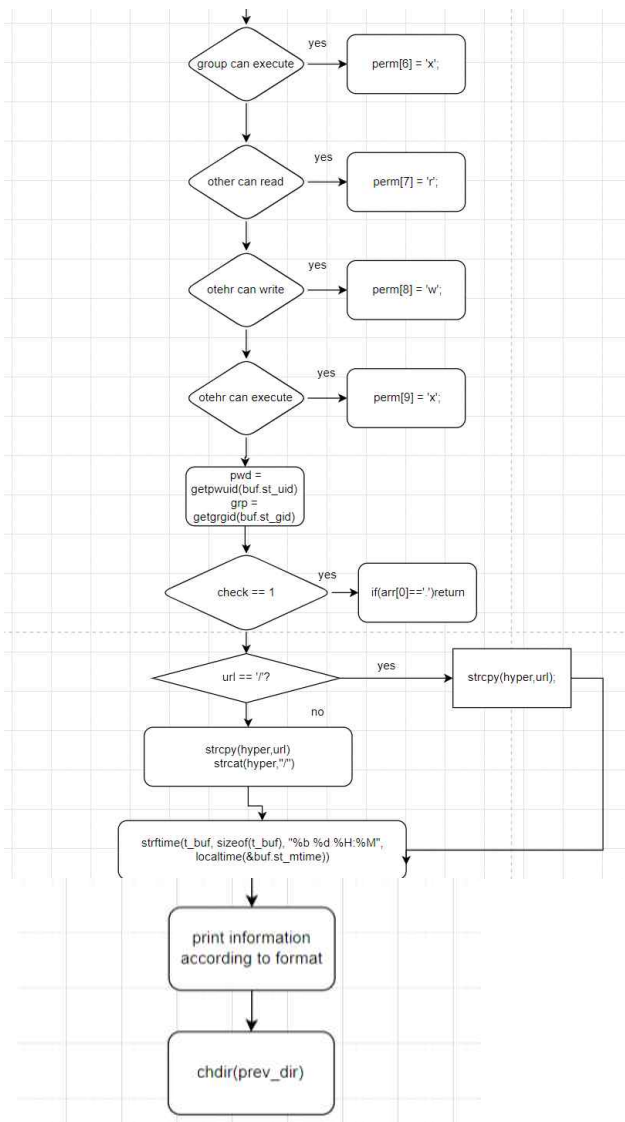 yes
group can execute
perm[6] = 'x';
yes
other can read
perm[7] = 'r';
yes
otehr can write
perm[8] = 'w';
yes
otehr can execute
perm[9] = 'x';
pwd =
getpwuid(buf.st_uid)
grp =
getgrgid(buf.st_gid)
yes
check == 1
if(arr[0]=='.')return
yes
url == '/'?
strcpy(hyper,url);
no
strcpy(hyper,url)
strcat(hyper,"/")
strftime(t_buf, sizeof(t_buf), "%b %d %H:%M",
localtime(&buf.st_mtime))
print information
according to format
chdir(prev_dir)